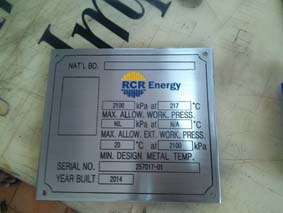 NAT'L BD.
RCR Energy
2100 kPa at 217 °C
MAX. ALLOW. WORK. PRESS.
NIL kPa at N/A °C
MAX. ALLOW. EXT. WORK. PRESS.
20 °C at 2100 kPa
MIN. DESIGN METAL TEMP.
SERIAL NO. 257017-01
YEAR BUILT 2014